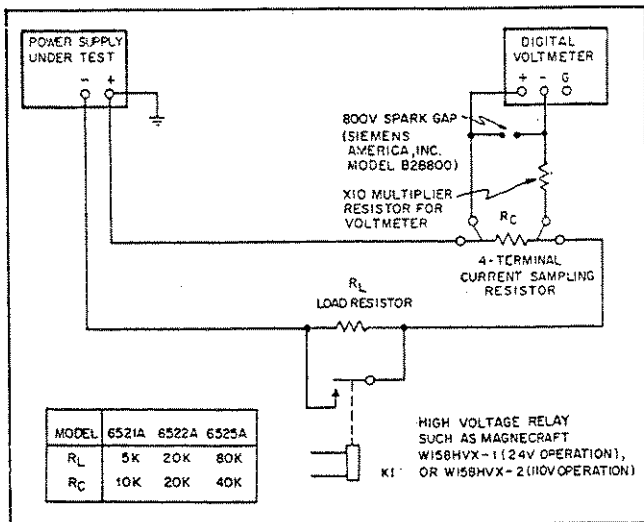 POWER SUPPLY
UNDER TEST
- +
DIGITAL
VOLTMETER
+ - G
800V SPARK GAP
(SIEMENS
AMERICA, INC.
MODEL B2B800)
X10 MULTIPLIER
RESISTOR FOR
VOLTMETER
RC
4-TERMINAL
CURRENT SAMPLING
RESISTOR
RL
LOAD RESISTOR
MODEL 6521A 6522A 6525A
RL 5K 20K 80K
RC 10K 20K 40K
K1
HIGH VOLTAGE RELAY
SUCH AS MAGNECRAFT
W158HVX-1 (24V OPERATION),
OR W158HVX-2 (110V OPERATION)